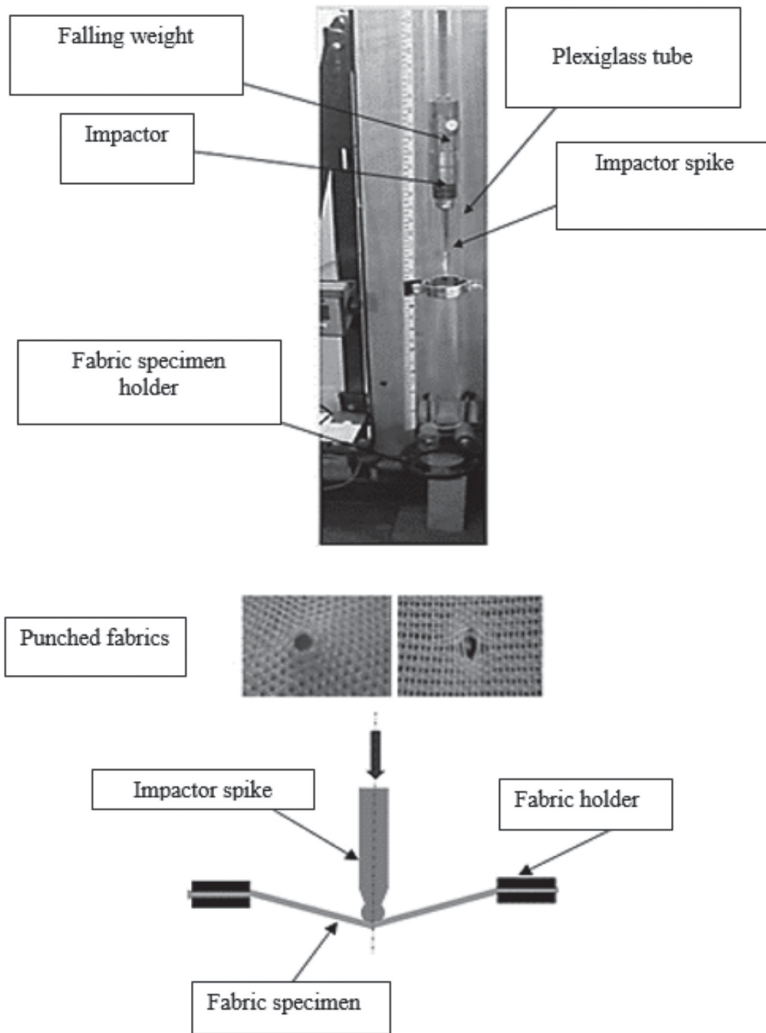 Falling weight
Plexiglass tube
Impactor
Impactor spike
Fabric specimen
holder
Punched fabrics
Impactor spike
Fabric holder
Fabric specimen